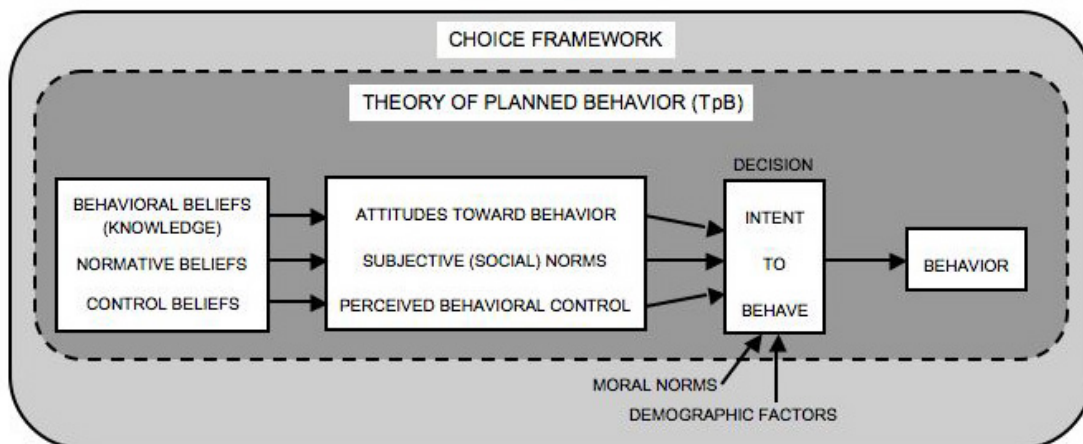 CHOICE FRAMEWORK
THEORY OF PLANNED BEHAVIOR (TpB)
BEHAVIORAL BELIEFS
(KNOWLEDGE)
NORMATIVE BELIEFS
CONTROL BELIEFS
ATTITUDES TOWARD BEHAVIOR
SUBJECTIVE (SOCIAL) NORMS
PERCEIVED BEHAVIORAL CONTROL
DECISION
INTENT
TO
BEHAVE
BEHAVIOR
MORAL NORMS
DEMOGRAPHIC FACTORS